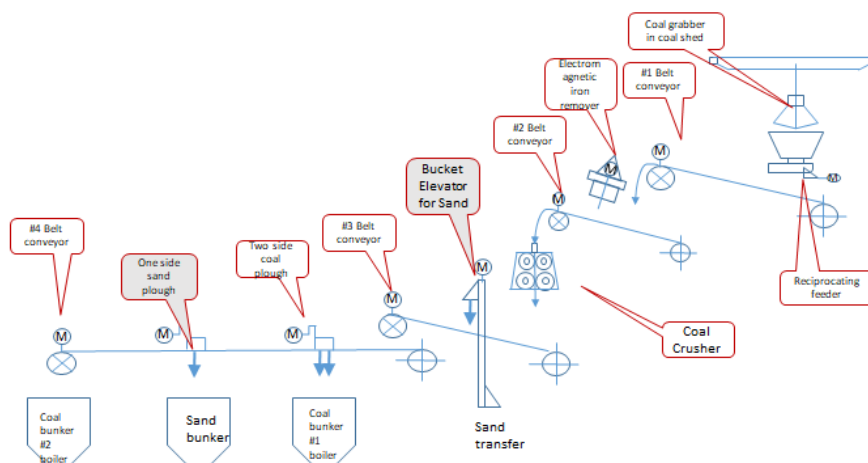 Coal grabber
in coal shed
Electrom
agnetic
iron
remover
#1 Belt
conveyor
#2 Belt
conveyor
M
M
M
M
Bucket
Elevator
for Sand
#4 Belt
conveyor
One side
sand
plough
Two side
coal
plough
#3 Belt
conveyor
M
M
Reciprocating
feeder
Coal
Crusher
M
M
M
Coal
bunker
#2
boiler
Sand
bunker
Coal
bunker
#1
boiler
Sand
transfer